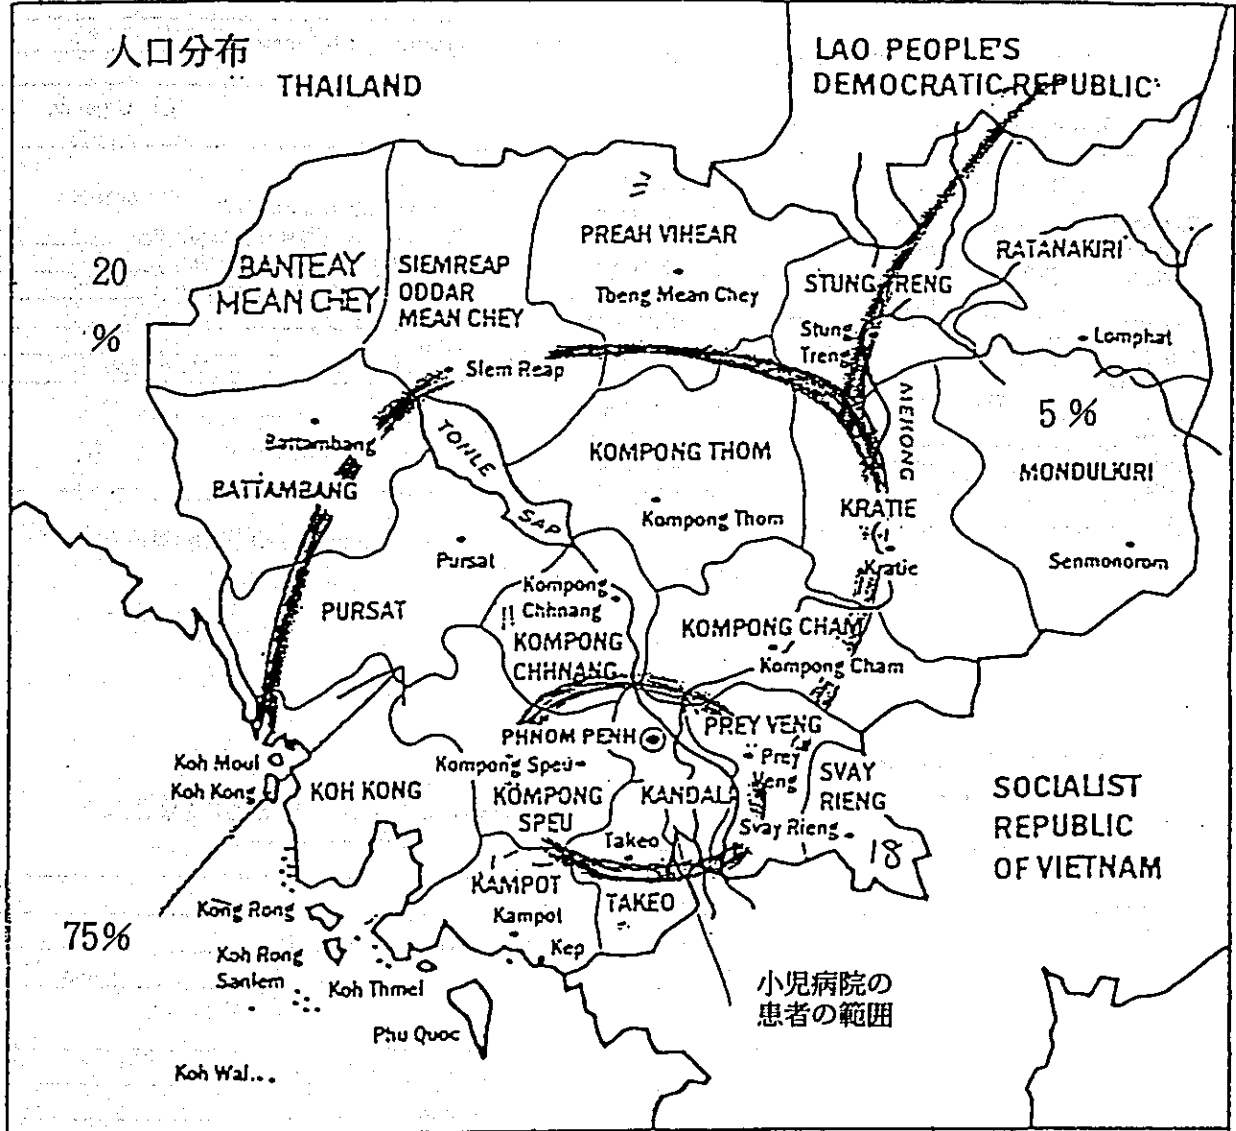 人口分布
THAILAND
LAO PEOPLE'S
DEMOCRATIC REPUBLIC
20
%
BANTEAY
MEAN CHEY
SIEMREAP
ODDAR
MEAN CHEY
PREAH VIHEAR
Tbeng Mean Chey
STUNG TRENG
Stung
Treng
RATANAKIRI
Lomphat
Siem Reap
MEKONG
5%
MONDULKIRI
Senmonorom
Battambang
BATTAMBANG
TONLE
SAP
KOMPONG THOM
Kompong Thom
KRATIE
Kratie
Pursat
PURSAT
Kompong
Chhnang
KOMPONG
CHHNANG
KOMPONG CHAM
Kompong Cham
PHNOM PENH
PREY VENG
Prey
Veng
SVAY
RIENG
Svay Rieng
18
Koh Moul
Koh Kong
KOH KONG
Kompong Speu
KOMPONG
SPEU
KANDAL
Takeo
TAKEO
KAMPOT
Kampot
Kep
SOCIALIST
REPUBLIC
OF VIETNAM
75%
Kong Rong
Koh Rong
Sanlem
Koh Thmei
Phu Quoc
Koh Wai
小児病院の
患者の範囲